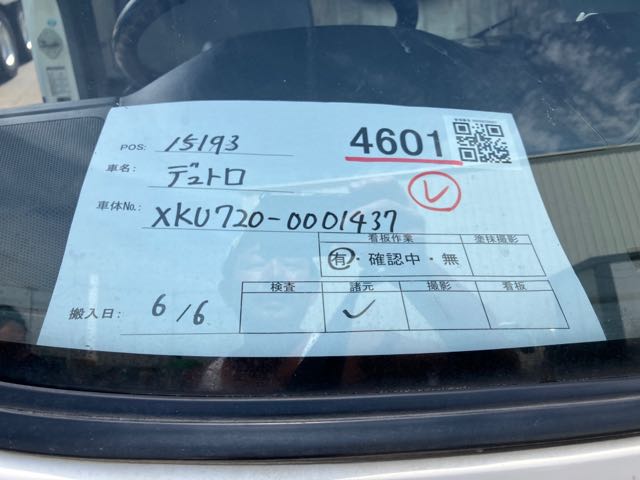 POS: 15193
4601
車名: デュトロ
レ
車体No.: XKU720-0001437
看板作業
塗抹撮影
有・確認中・無
検査 諸元 撮影 看板
搬入日: 6/6